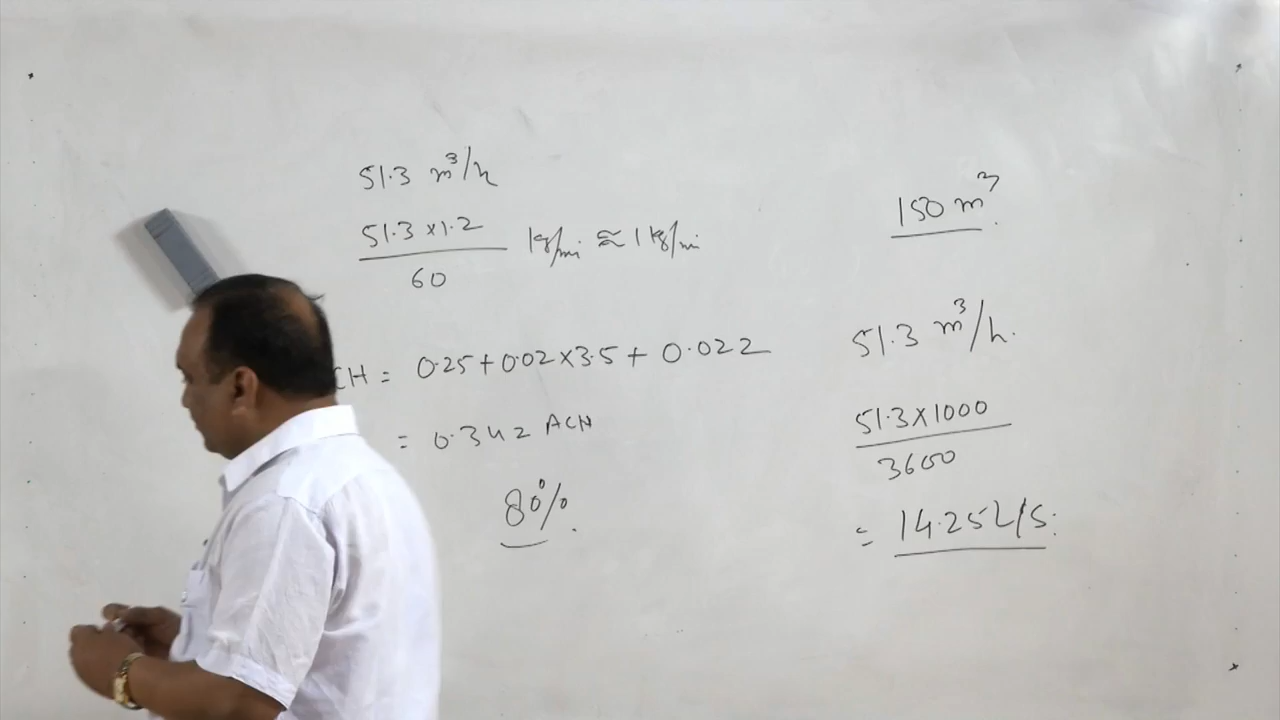 51.3 m³/h
51.3 × 1.2
60
kg/mi ≈ 1 kg/mi
CH = 0.25 + 0.02 × 3.5 + 0.022
= 0.342 ACH
80%
150 m³
51.3 m³/h.
51.3 × 1000
3600
= 14.25 L/S.